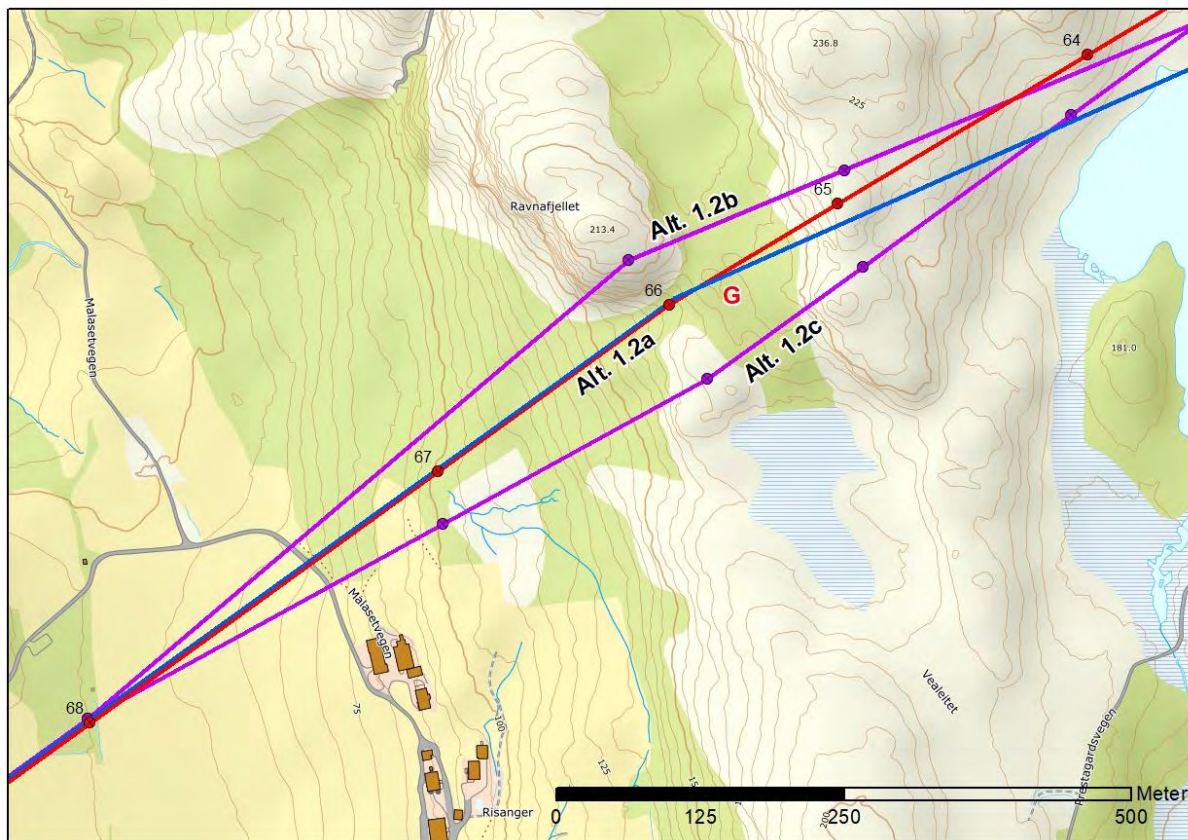 236.8
64
225
65
Ravnafjellet
Alt. 1.2b
213.4
66
G
Malasetvegen
Alt. 1.2a
Alt. 1.2c
181.0
67
Malasetvegen
Vealeitet
68
75
100
125
200
Risanger
Meter
0
125
250
500